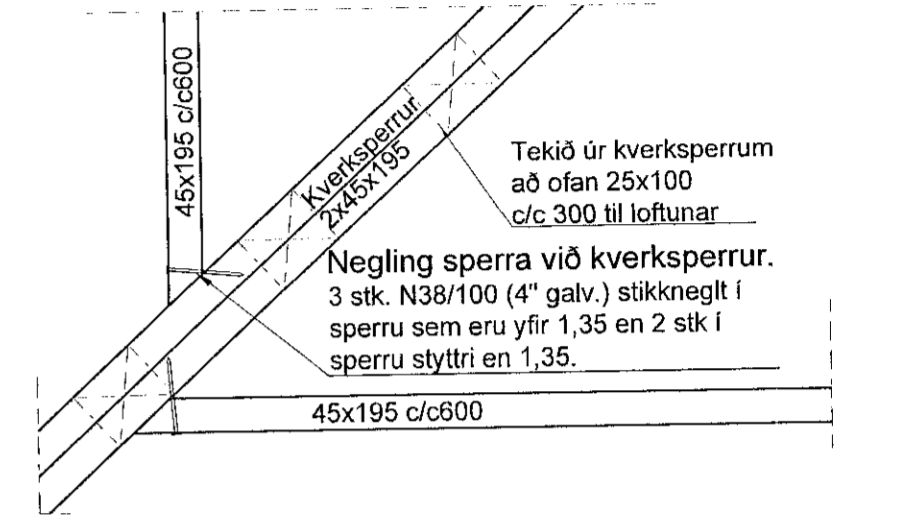 45x195 c/c600
Kverksperrur
2x45x195
Tekið úr kverksperrum
að ofan 25x100
c/c 300 til loftunar
Negling sperra við kverksperrur.
3 stk. N38/100 (4" galv.) stikkneglt í
sperru sem eru yfir 1,35 en 2 stk í
sperru styttri en 1,35.
45x195 c/c600